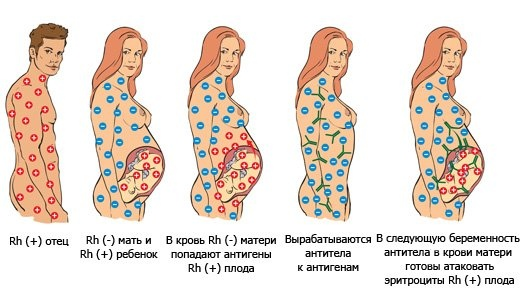 Rh (+) отец
Rh (-) мать и
Rh (+) ребенок
В кровь Rh (-) матери
попадают антигены
Rh (+) плода
Вырабатываются
антитела
к антигенам
В следующую беременность
антитела в крови матери
готовы атаковать
эритроциты Rh (+) плода